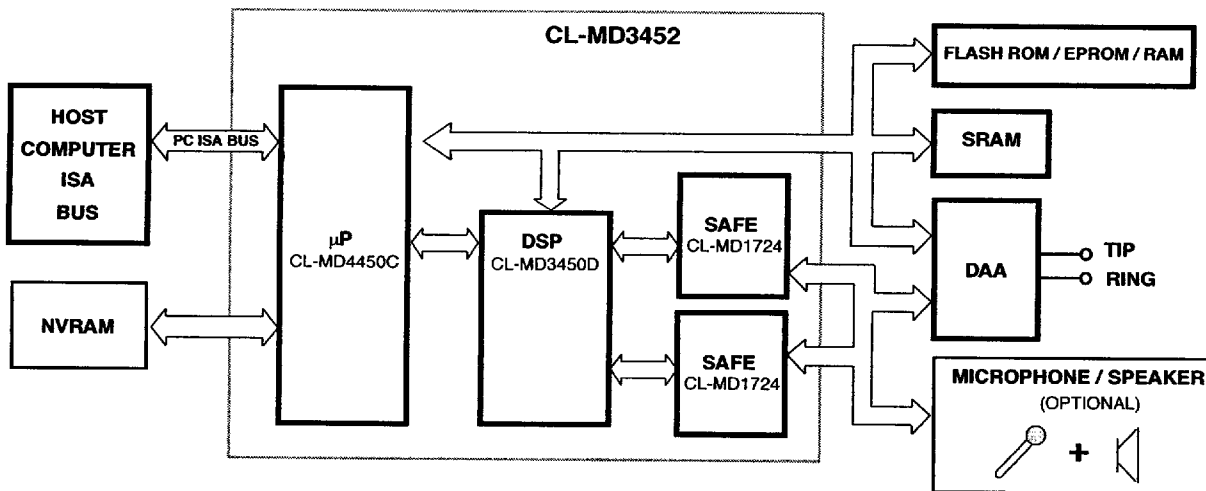 CL-MD3452
HOST
COMPUTER
ISA
BUS
PC ISA BUS
NVRAM
µP
CL-MD4450C
DSP
CL-MD3450D
SAFE
CL-MD1724
SAFE
CL-MD1724
FLASH ROM / EPROM / RAM
SRAM
DAA
TIP
RING
MICROPHONE / SPEAKER
(OPTIONAL)
+